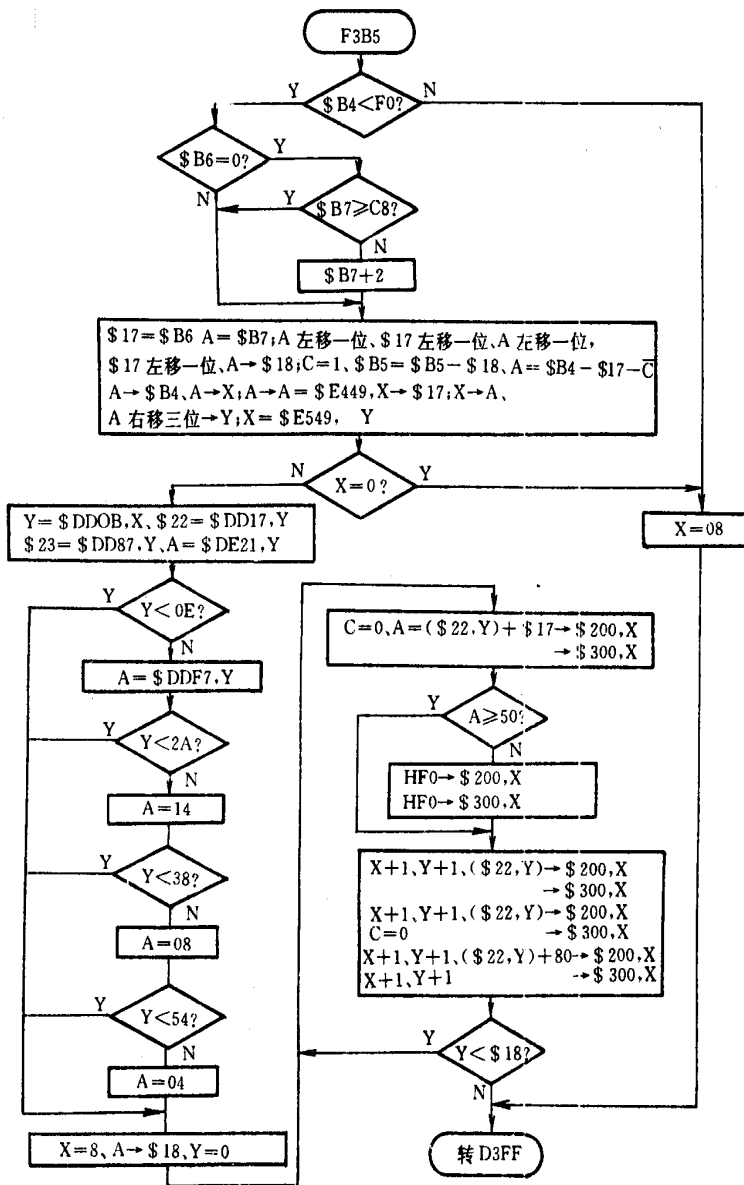 F3B5
Y
$B4<F0?
N
$B6=0?
Y
N
Y
$B7≥C8?
N
$B7+2
$17=$B6 A=$B7;A 左移一位、$17 左移一位、A 左移一位,
$17 左移一位、A→$18;C=1、$B5=$B5-$18、A=$B4-$17-C̅
A→$B4、A→X;A→A=$E449,X→$17;X→A、
A 右移三位→Y;X=$E549, Y
N
X=0?
Y
X=08
Y=$DD0B,X、$22=$DD17,Y
$23=$DD87,Y、A=$DE21,Y
Y
Y<0E?
N
A=$DDF7,Y
Y
Y<2A?
N
A=14
Y
Y<38?
N
A=08
Y
Y<54?
N
A=04
X=8、A→$18、Y=0
C=0、A=($22,Y)+$17→$200,X
→$300,X
Y
A≥50?
N
HF0→$200,X
HF0→$300,X
X+1、Y+1、($22,Y)→$200,X
→$300,X
X+1、Y+1、($22,Y)→$200,X
C=0 →$300,X
X+1、Y+1、($22,Y)+80→$200,X
X+1、Y+1 →$300,X
Y
Y<$18?
N
转 D3FF